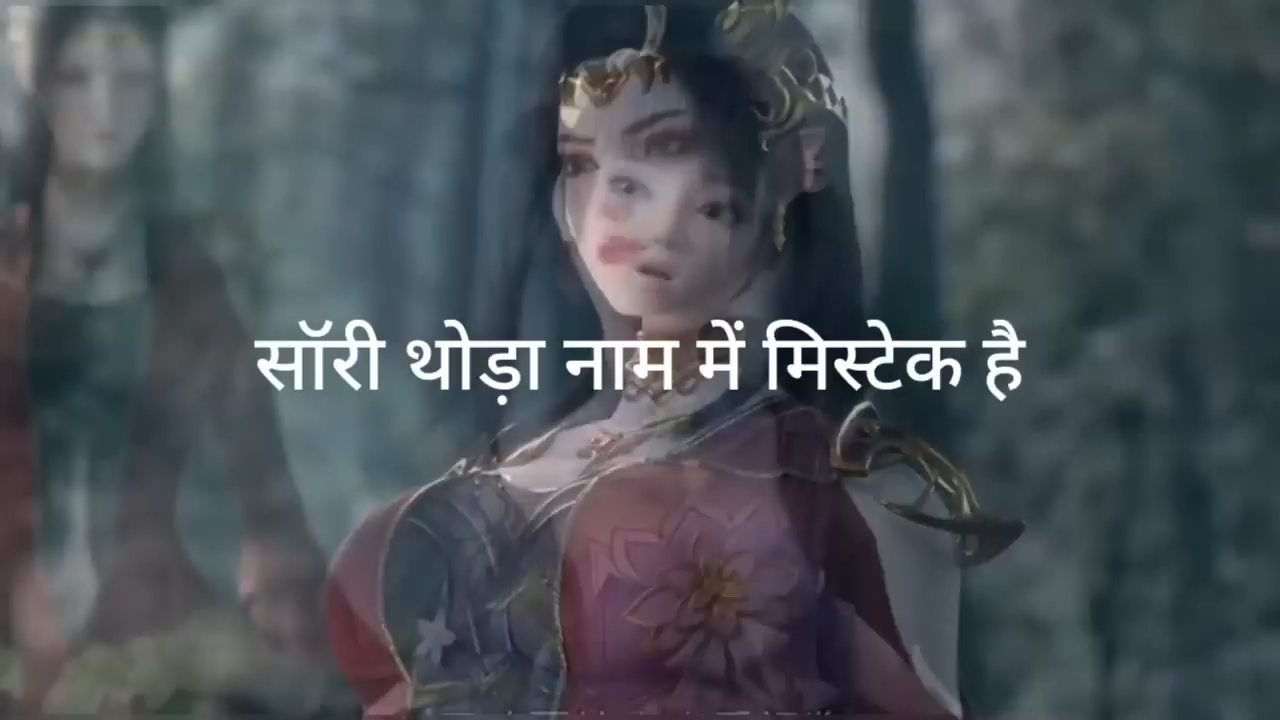 सॉरी थोड़ा नाम में मिस्टेक है